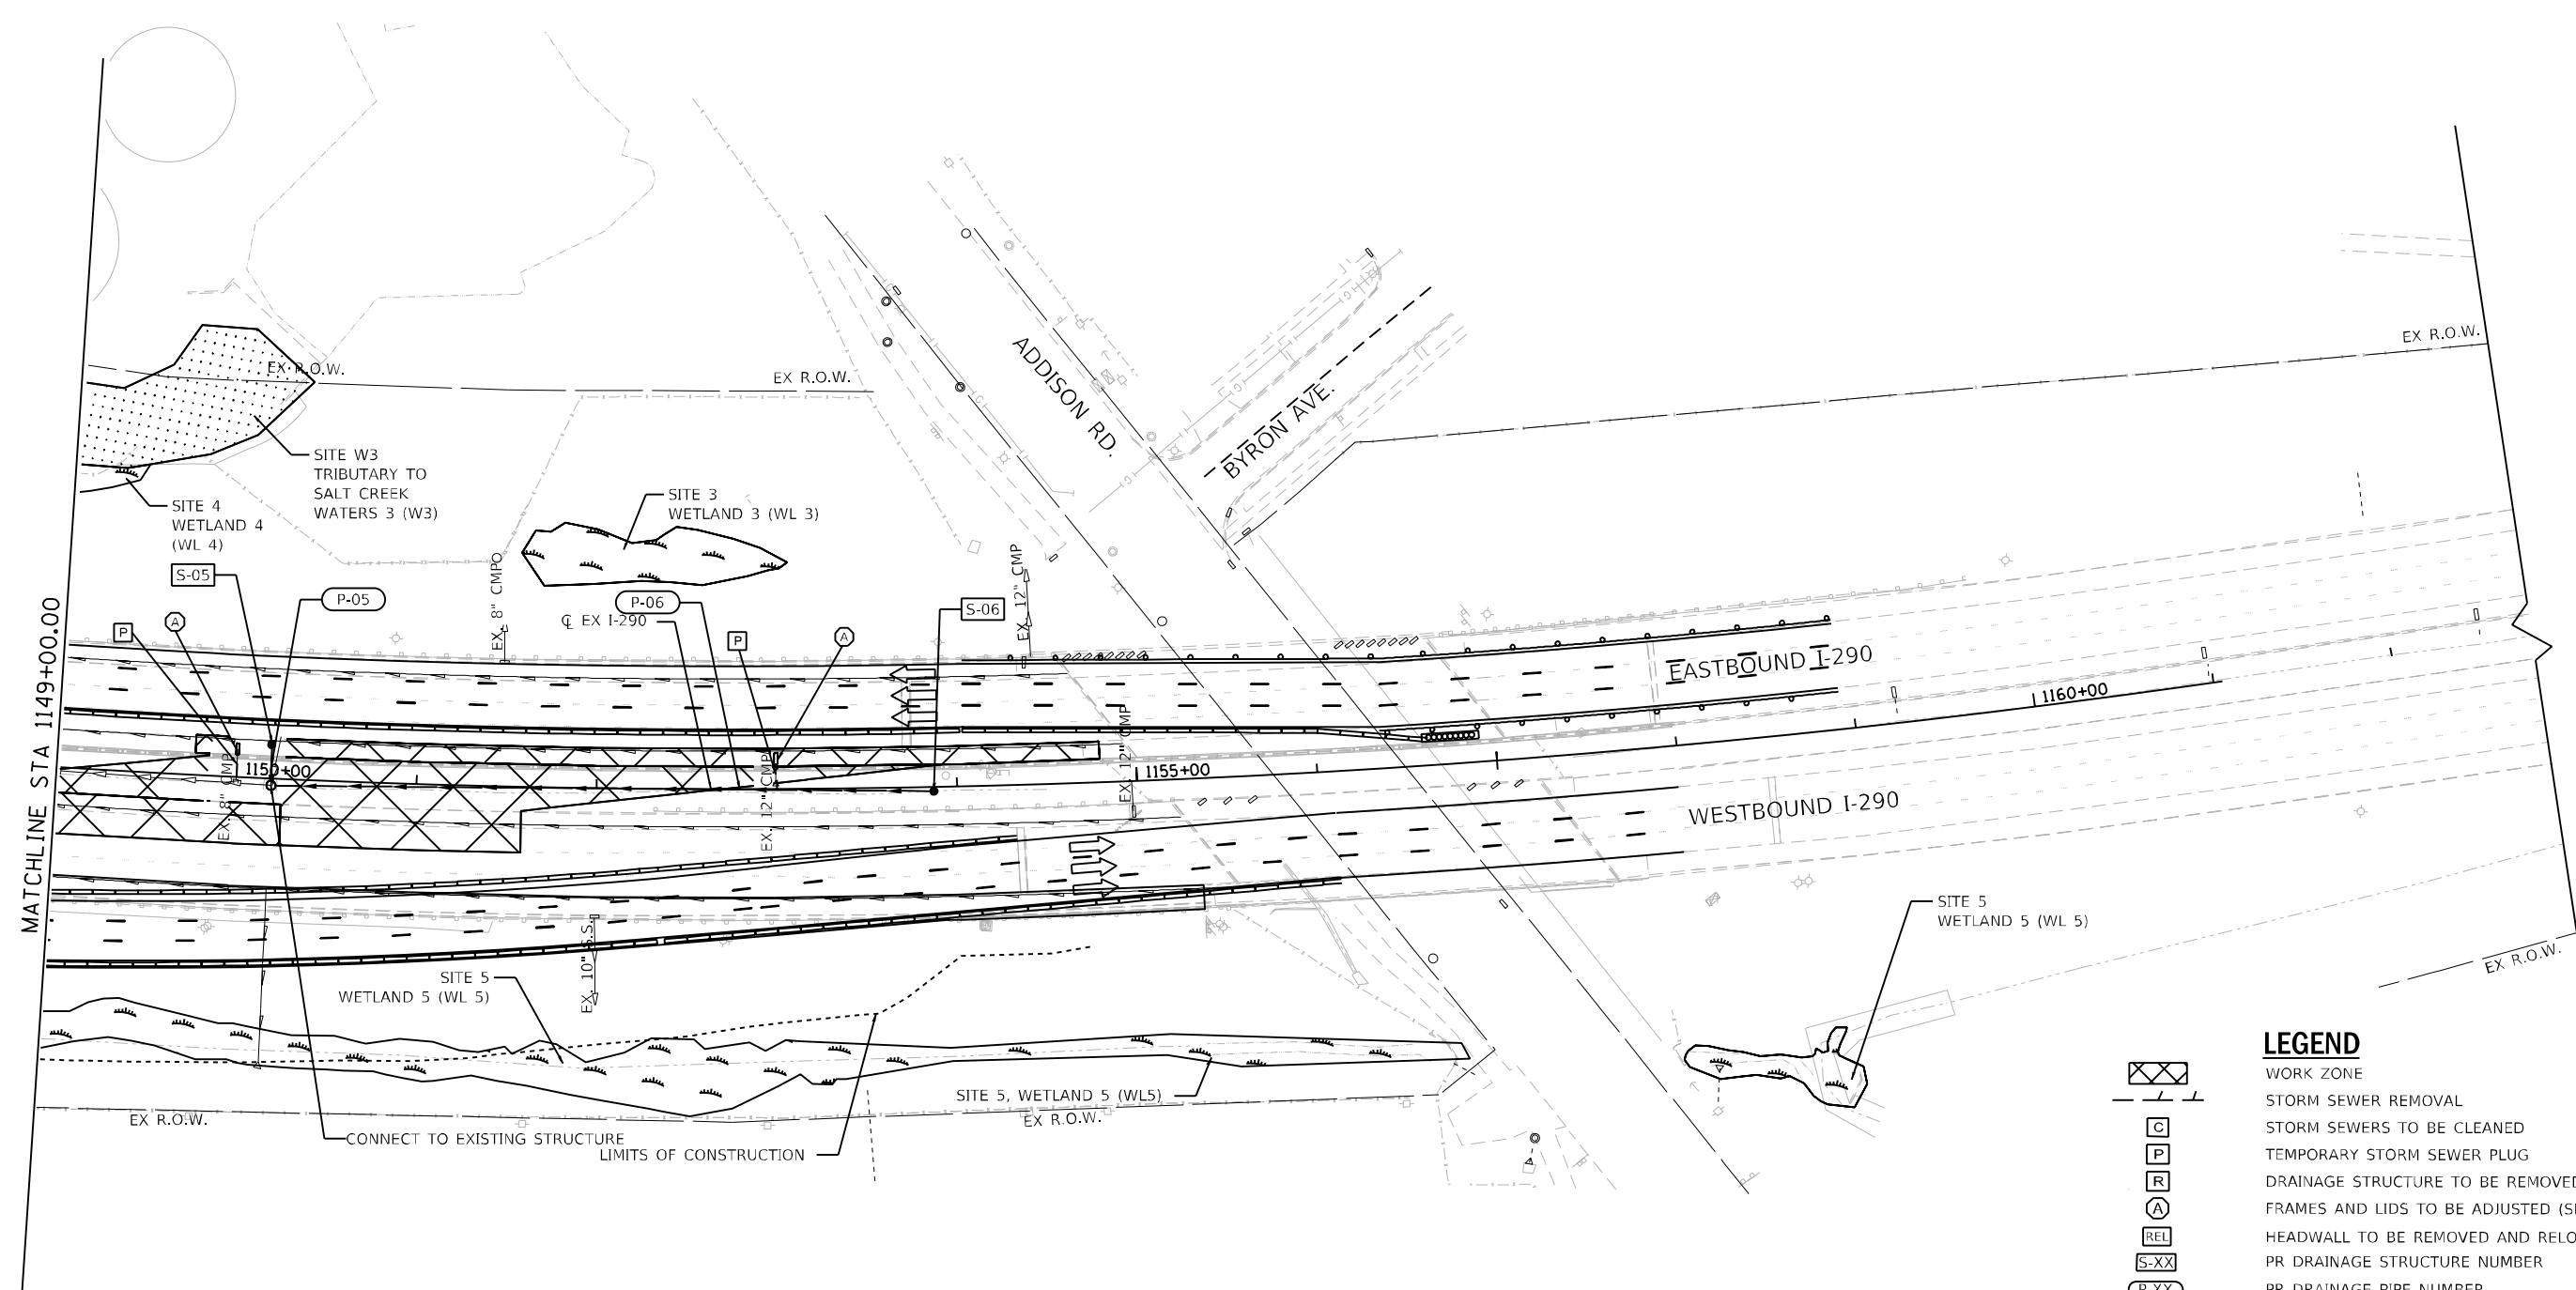 MATCHLINE STA 1149+00.00
EX R.O.W.
EX R.O.W.
EX R.O.W.
SITE W3
TRIBUTARY TO
SALT CREEK
WATERS 3 (W3)
SITE 4
WETLAND 4
(WL 4)
SITE 3
WETLAND 3 (WL 3)
ADDISON RD.
BYRON AVE.
S-05
P-05
P-06
S-06
P
A
P
A
EX. 8" CMP
℄ EX I-290
EX. 12" CMP
EASTBOUND I-290
1160+00
1150+00
1155+00
EX. 8" CMP
EX. 12" CMP
EX. 12" CMP
WESTBOUND I-290
EX. 10" S.S.
SITE 5
WETLAND 5 (WL 5)
SITE 5
WETLAND 5 (WL 5)
SITE 5, WETLAND 5 (WL5)
EX R.O.W.
EX R.O.W.
EX R.O.W.
CONNECT TO EXISTING STRUCTURE
LIMITS OF CONSTRUCTION
LEGEND
WORK ZONE
STORM SEWER REMOVAL
C STORM SEWERS TO BE CLEANED
P TEMPORARY STORM SEWER PLUG
R DRAINAGE STRUCTURE TO BE REMOVED
A FRAMES AND LIDS TO BE ADJUSTED
REL HEADWALL TO BE REMOVED AND
S-XX PR DRAINAGE STRUCTURE NUMBER
P-XX PR DRAINAGE PIPE NUMBER